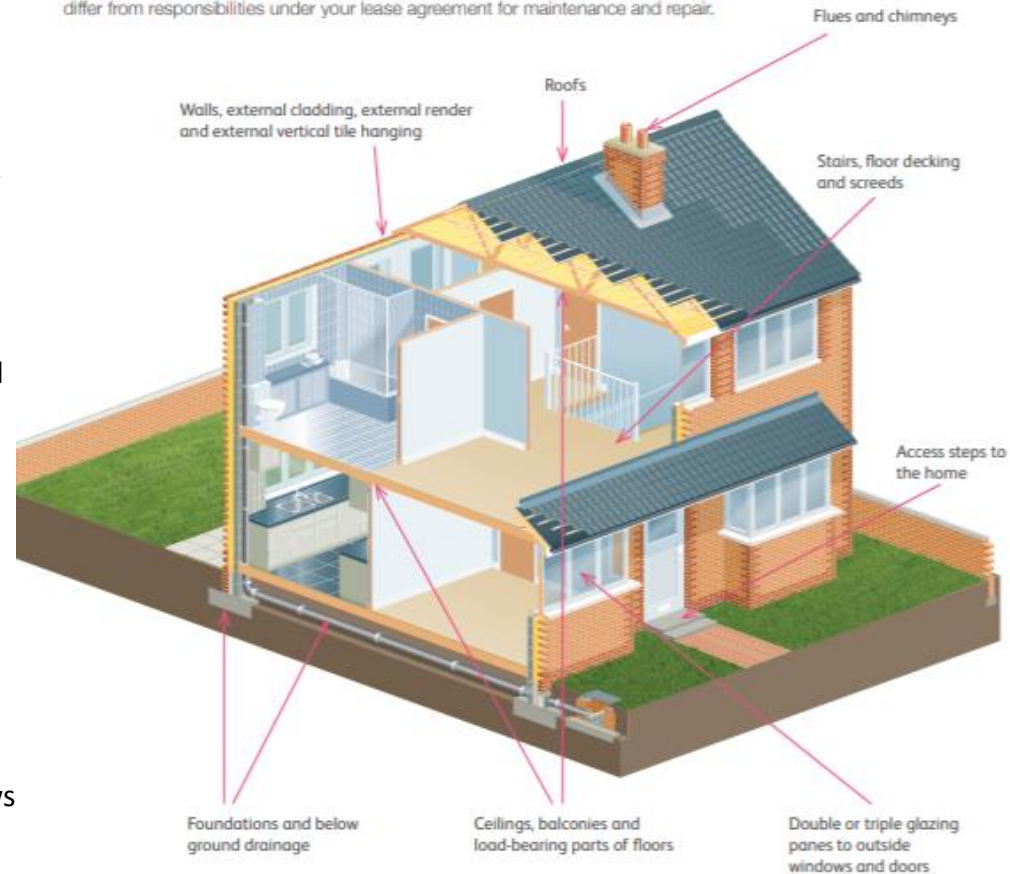 differ from responsibilities under your lease agreement for maintenance and repair.
Flues and chimneys
Roofs
Walls, external cladding, external render
and external vertical tile hanging
Stairs, floor decking
and screeds
Access steps to
the home
Foundations and below
ground drainage
Ceilings, balconies and
load-bearing parts of floors
Double or triple glazing
panes to outside
windows and doors